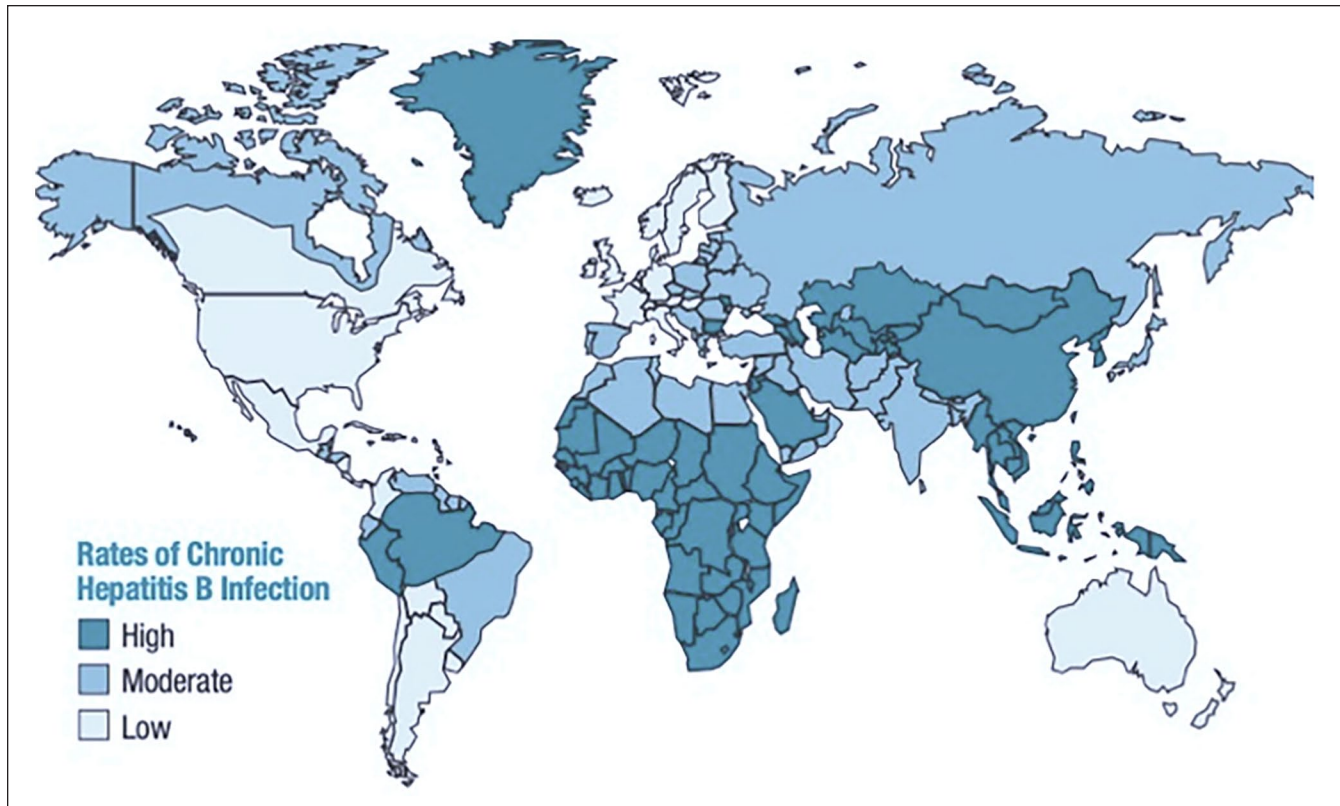 Rates of Chronic
Hepatitis B Infection
High
Moderate
Low